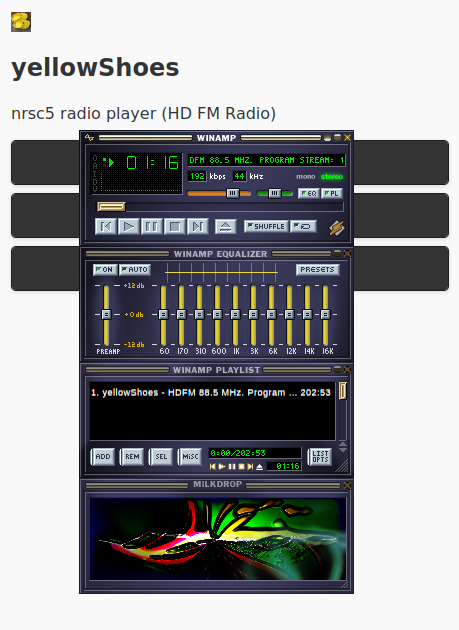 yellowShoes
nrsc5 radio player (HD FM Radio)
WINAMP
O
A
I
D
V
01:16
DFM 88.5 MHZ. PROGRAM STREAM: 1
192 kbps 44 kHz mono stereo
EQ PL
SHUFFLE
WINAMP EQUALIZER
ON AUTO PRESETS
+12db
+0db
-12db
PREAMP 60 170 310 600 1K 3K 6K 12K 14K 16K
WINAMP PLAYLIST
1. yellowShoes - HDFM 88.5 MHz. Program ... 202:53
ADD REM SEL MISC
0:00/202:53
01:16
LIST OPTS
MILKDROP